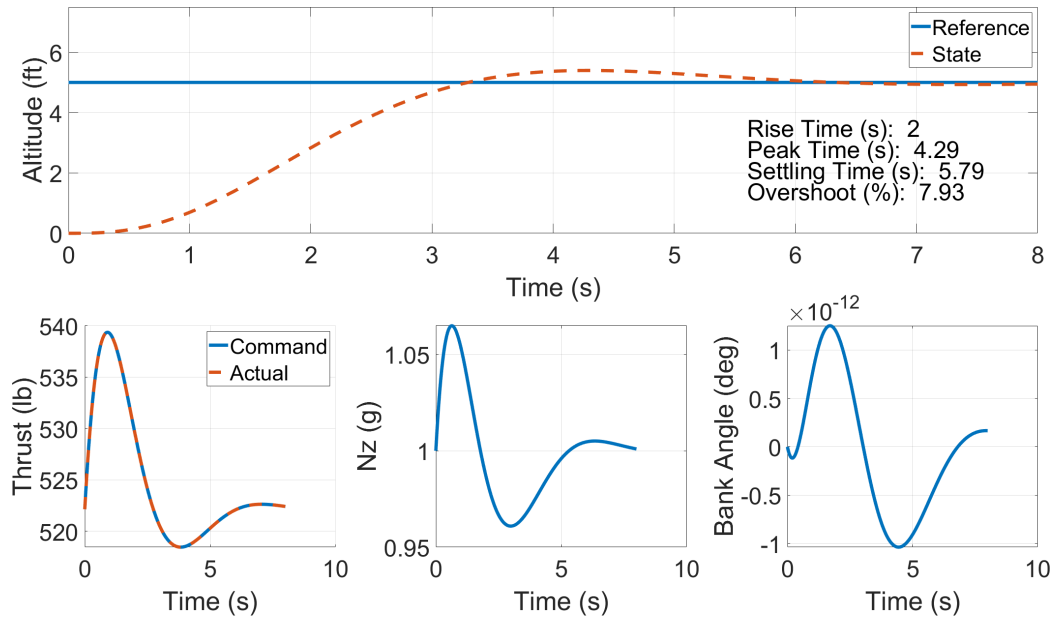 Reference
State
Altitude (ft)
6
4
2
0
Rise Time (s): 2
Peak Time (s): 4.29
Settling Time (s): 5.79
Overshoot (%): 7.93
0 1 2 3 4 5 6 7 8
Time (s)
Thrust (lb)
540
535
530
525
520
Command
Actual
0 5 10
Time (s)
Nz (g)
1.05
1
0.95
0 5 10
Time (s)
×10-12
Bank Angle (deg)
1
0.5
0
-0.5
-1
0 5 10
Time (s)